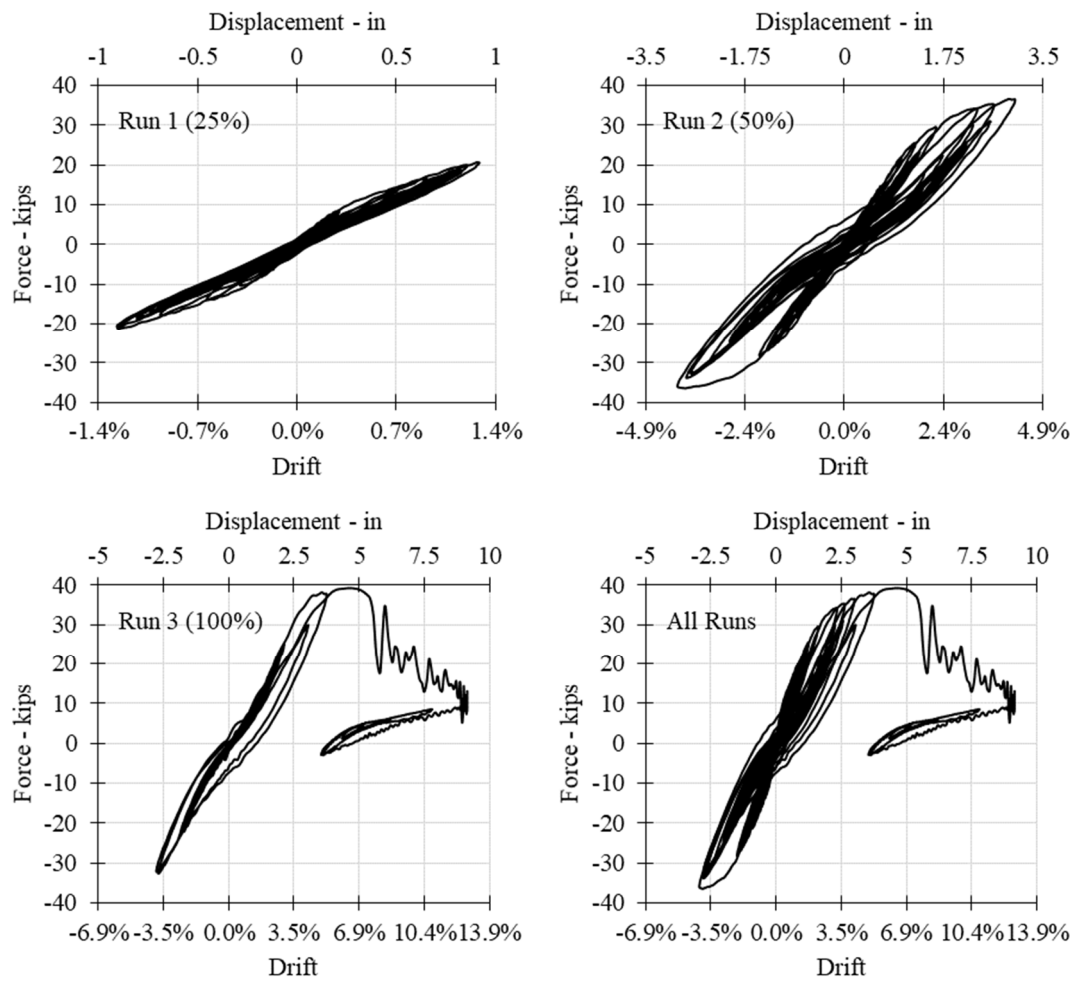 Displacement - in
-1 -0.5 0 0.5 1
40
30
20
10
0
-10
-20
-30
-40
Force - kips
Run 1 (25%)
-1.4% -0.7% 0.0% 0.7% 1.4%
Drift
Displacement - in
-3.5 -1.75 0 1.75 3.5
40
30
20
10
0
-10
-20
-30
-40
Force - kips
Run 2 (50%)
-4.9% -2.4% 0.0% 2.4% 4.9%
Drift
Displacement - in
-5 -2.5 0 2.5 5 7.5 10
40
30
20
10
0
-10
-20
-30
-40
Force - kips
Run 3 (100%)
-6.9% -3.5% 0.0% 3.5% 6.9% 10.4% 13.9%
Drift
Displacement - in
-5 -2.5 0 2.5 5 7.5 10
40
30
20
10
0
-10
-20
-30
-40
Force - kips
All Runs
-6.9% -3.5% 0.0% 3.5% 6.9% 10.4% 13.9%
Drift